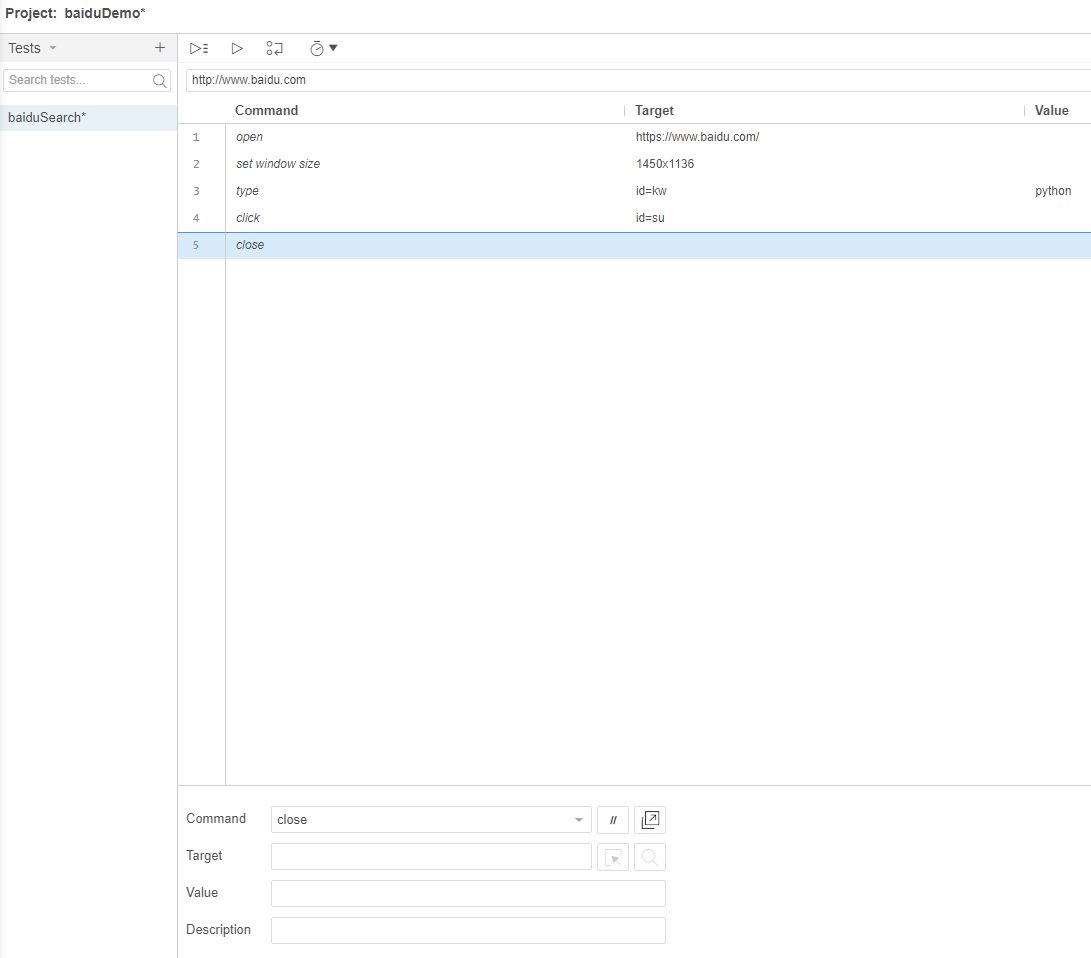 Project: baiduDemo*
Tests
+
Search tests...
http://www.baidu.com
baiduSearch*
Command Target Value
1 open https://www.baidu.com/
2 set window size 1450x1136
3 type id=kw python
4 click id=su
5 close
Command close //
Target
Value
Description